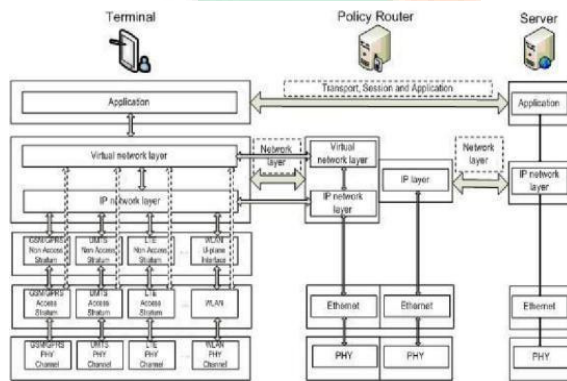 Terminal
Policy Router
Server
Transport, Session and Application
Application
Application
Virtual network layer
Network
layer
Virtual
network layer
Network
layer
IP layer
IP network layer
IP network
layer
IP network
layer
GSM/GPRS
Non Access
Stratum
UMTS
Non Access
Stratum
LTE
Non Access
Stratum
...
WLAN
U-plane
Interface
GSM/GPRS
Access
Stratum
UMTS
Access
Stratum
LTE
Access
Stratum
...
WLAN
Ethernet
Ethernet
Ethernet
GSM/GPRS
PHY
Channel
UMTS
PHY
Channel
LTE
PHY
Channel
...
WLAN
PHY
Channel
PHY
PHY
PHY